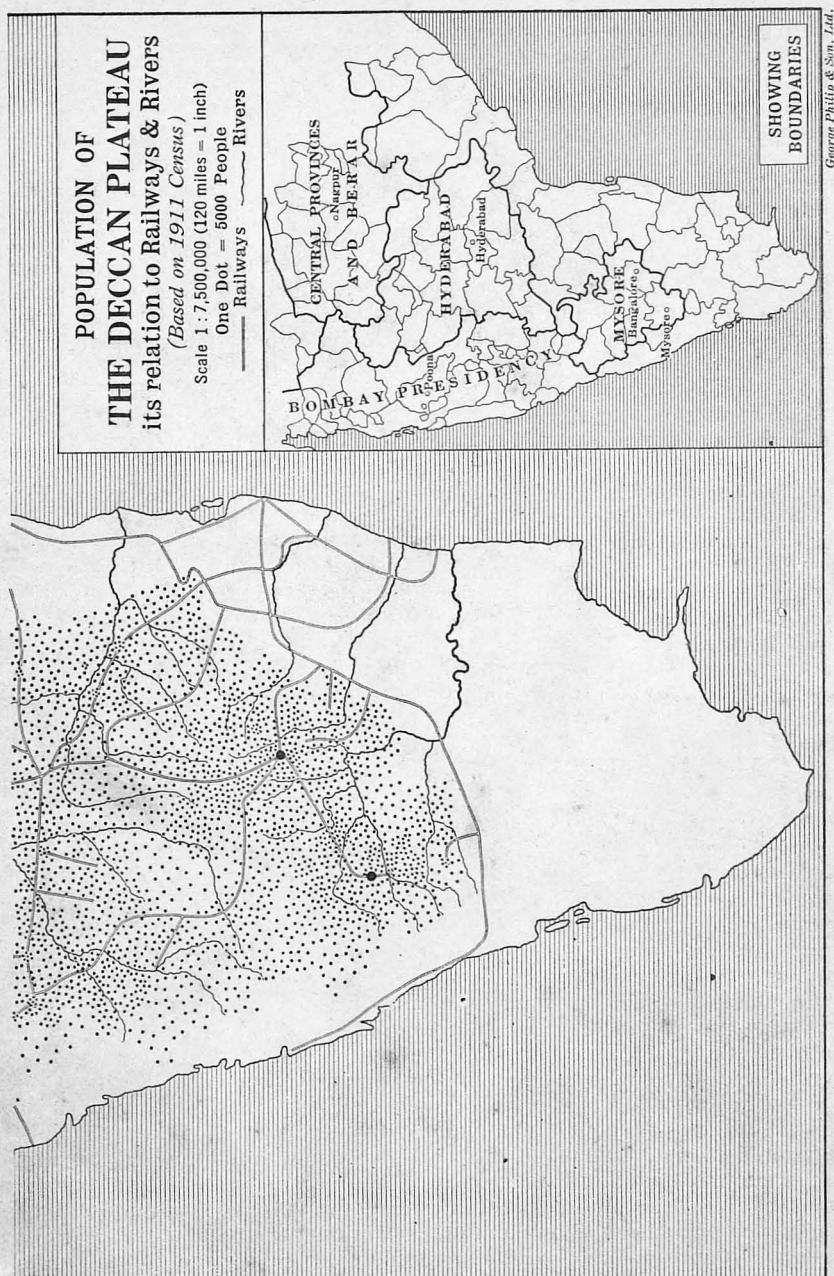 POPULATION OF
THE DECCAN PLATEAU
its relation to Railways & Rivers
(Based on 1911 Census)
Scale 1:7,500,000 (120 miles = 1 inch)
One Dot = 5000 People
Railways Rivers
CENTRAL PROVINCES
Nagpur
AND BERAR
HYDERABAD
Hyderabad
BOMBAY PRESIDENCY
Poona
MYSORE
Bangalore
Mysore
SHOWING
BOUNDARIES
George Philip & Son, Ltd.